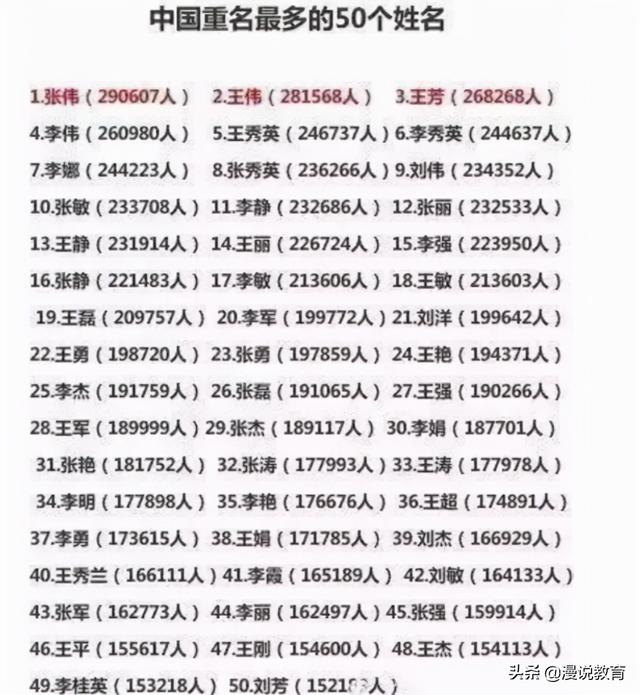 中国重名最多的50个姓名
1.张伟（290607人） 2.王伟（281568人） 3.王芳（268268人）
4.李伟（260980人） 5.王秀英（246737人） 6.李秀英（244637人）
7.李娜（244223人） 8.张秀英（236266人） 9.刘伟（234352人）
10.张敏（233708人） 11.李静（232686人） 12.张丽（232533人）
13.王静（231914人） 14.王丽（226724人） 15.李强（223950人）
16.张静（221483人） 17.李敏（213606人） 18.王敏（213603人）
19.王磊（209757人） 20.李军（199772人） 21.刘洋（199642人）
22.王勇（198720人） 23.张勇（197859人） 24.王艳（194371人）
25.李杰（191759人） 26.张磊（191065人） 27.王强（190266人）
28.王军（189999人） 29.张杰（189117人） 30.李娟（187701人）
31.张艳（181752人） 32.张涛（177993人） 33.王涛（177978人）
34.李明（177898人） 35.李艳（176676人） 36.王超（174891人）
37.李勇（173615人） 38.王娟（171785人） 39.刘杰（166929人）
40.王秀兰（166111人） 41.李霞（165189人） 42.刘敏（164133人）
43.张军（162773人） 44.李丽（162497人） 45.张强（159914人）
46.王平（155617人） 47.王刚（154600人） 48.王杰（154113人）
49.李桂英（153218人） 50.刘芳
头条 @漫说教育